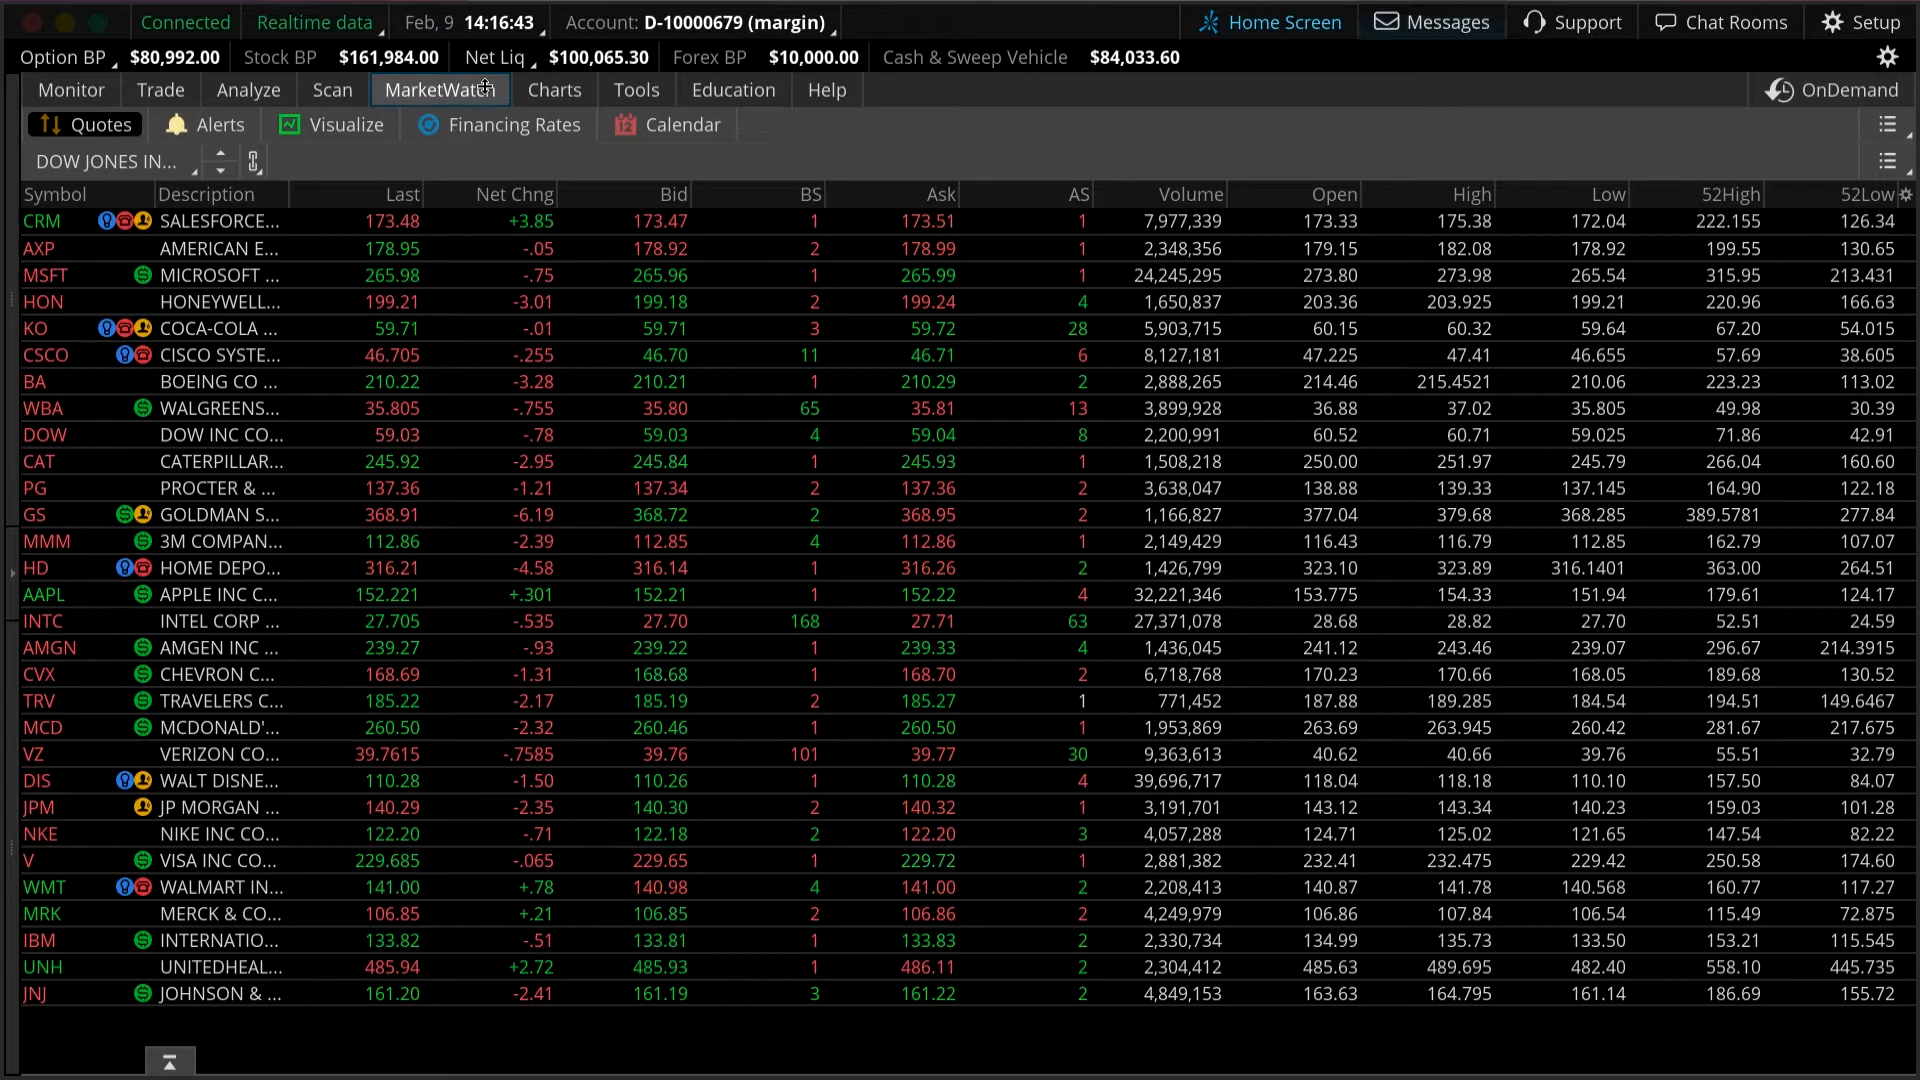 Connected Realtime data Feb, 9 14:16:43 Account: D-10000679 (margin) Home Screen Messages Support Chat Rooms Setup
Option BP $80,992.00 Stock BP $161,984.00 Net Liq $100,065.30 Forex BP $10,000.00 Cash & Sweep Vehicle $84,033.60
Monitor Trade Analyze Scan MarketWatch Charts Tools Education Help OnDemand
Quotes Alerts Visualize Financing Rates 12 Calendar
DOW JONES IN...
Symbol Description Last Net Chng Bid BS Ask AS Volume Open High Low 52High 52Low
CRM SALESFORCE... 173.48 +3.85 173.47 1 173.51 1 7,977,339 173.33 175.38 172.04 222.155 126.34
AXP AMERICAN E... 178.95 -.05 178.92 2 178.99 1 2,348,356 179.15 182.08 178.92 199.55 130.65
MSFT MICROSOFT ... 265.98 -.75 265.96 1 265.99 1 24,245,295 273.80 273.98 265.54 315.95 213.431
HON HONEYWELL... 199.21 -3.01 199.18 2 199.24 4 1,650,837 203.36 203.925 199.21 220.96 166.63
KO COCA-COLA ... 59.71 -.01 59.71 3 59.72 28 5,903,715 60.15 60.32 59.64 67.20 54.015
CSCO CISCO SYSTE... 46.705 -.255 46.70 11 46.71 6 8,127,181 47.225 47.41 46.655 57.69 38.605
BA BOEING CO ... 210.22 -3.28 210.21 1 210.29 2 2,888,265 214.46 215.4521 210.06 223.23 113.02
WBA WALGREENS... 35.805 -.755 35.80 65 35.81 13 3,899,928 36.88 37.02 35.805 49.98 30.39
DOW DOW INC CO... 59.03 -.78 59.03 4 59.04 8 2,200,991 60.52 60.71 59.025 71.86 42.91
CAT CATERPILLAR... 245.92 -2.95 245.84 1 245.93 1 1,508,218 250.00 251.97 245.79 266.04 160.60
PG PROCTER & ... 137.36 -1.21 137.34 2 137.36 2 3,638,047 138.88 139.33 137.145 164.90 122.18
GS GOLDMAN S... 368.91 -6.19 368.72 2 368.95 2 1,166,827 377.04 379.68 368.285 389.5781 277.84
MMM 3M COMPAN... 112.86 -2.39 112.85 4 112.86 1 2,149,429 116.43 116.79 112.85 162.79 107.07
HD HOME DEPO... 316.21 -4.58 316.14 1 316.26 2 1,426,799 323.10 323.89 316.1401 363.00 264.51
AAPL APPLE INC C... 152.221 +.301 152.21 1 152.22 4 32,221,346 153.775 154.33 151.94 179.61 124.17
INTC INTEL CORP ... 27.705 -.535 27.70 168 27.71 63 27,371,078 28.68 28.82 27.70 52.51 24.59
AMGN AMGEN INC ... 239.27 -.93 239.22 1 239.33 4 1,436,045 241.12 243.46 239.07 296.67 214.3915
CVX CHEVRON C... 168.69 -1.31 168.68 1 168.70 2 6,718,768 170.23 170.66 168.05 189.68 130.52
TRV TRAVELERS C... 185.22 -2.17 185.19 2 185.27 1 771,452 187.88 189.285 184.54 194.51 149.6467
MCD MCDONALD'... 260.50 -2.32 260.46 1 260.50 1 1,953,869 263.69 263.945 260.42 281.67 217.675
VZ VERIZON CO... 39.7615 -.7585 39.76 101 39.77 30 9,363,613 40.62 40.66 39.76 55.51 32.79
DIS WALT DISNE... 110.28 -1.50 110.26 1 110.28 4 39,696,717 118.04 118.18 110.10 157.50 84.07
JPM JP MORGAN ... 140.29 -2.35 140.30 2 140.32 1 3,191,701 143.12 143.34 140.23 159.03 101.28
NKE NIKE INC CO... 122.20 -.71 122.18 2 122.20 3 4,057,288 124.71 125.02 121.65 147.54 82.22
V VISA INC CO... 229.685 -.065 229.65 1 229.72 1 2,881,382 232.41 232.475 229.42 250.58 174.60
WMT WALMART IN... 141.00 +.78 140.98 4 141.00 2 2,208,413 140.87 141.78 140.568 160.77 117.27
MRK MERCK & CO... 106.85 +.21 106.85 2 106.86 2 4,249,979 106.86 107.84 106.54 115.49 72.875
IBM INTERNATIO... 133.82 -.51 133.81 1 133.83 2 2,330,734 134.99 135.73 133.50 153.21 115.545
UNH UNITEDHEAL... 485.94 +2.72 485.93 1 486.11 2 2,304,412 485.63 489.695 482.40 558.10 445.735
JNJ JOHNSON & ... 161.20 -2.41 161.19 3 161.22 2 4,849,153 163.63 164.795 161.14 186.69 155.72